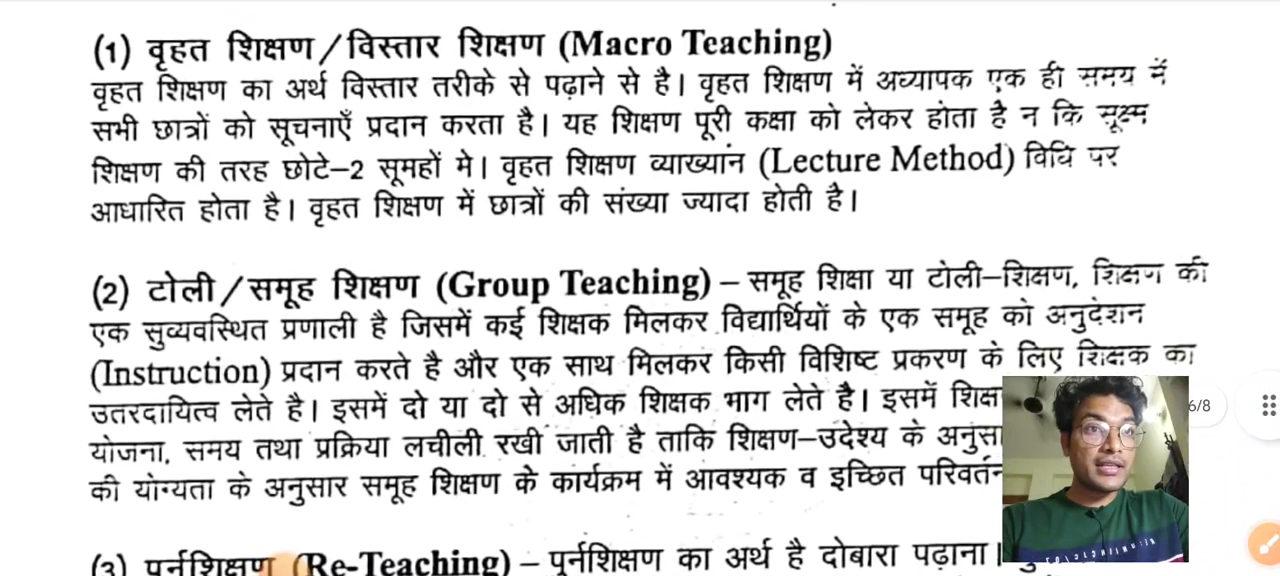 (1) वृहत शिक्षण/विस्तार शिक्षण (Macro Teaching)
वृहत शिक्षण का अर्थ विस्तार तरीके से पढ़ाने से है। वृहत शिक्षण में अध्यापक एक ही समय में
सभी छात्रों को सूचनाएँ प्रदान करता है। यह शिक्षण पूरी कक्षा को लेकर होता है न कि सूक्ष्म
शिक्षण की तरह छोटे-2 सूमहों मे। वृहत शिक्षण व्याख्यान (Lecture Method) विधि पर
आधारित होता है। वृहत शिक्षण में छात्रों की संख्या ज्यादा होती है।
(2) टोली/समूह शिक्षण (Group Teaching) – समूह शिक्षा या टोली-शिक्षण, शिक्षण की
एक सुव्यवस्थित प्रणाली है जिसमें कई शिक्षक मिलकर विद्यार्थियों के एक समूह को अनुदेशन
(Instruction) प्रदान करते है और एक साथ मिलकर किसी विशिष्ट प्रकरण के लिए शिक्षक का
उतरदायित्व लेते है। इसमें दो या दो से अधिक शिक्षक भाग लेते है। इसमें
योजना, समय तथा प्रक्रिया लचीली रखी जाती है ताकि शिक्षण-उदेश्य के
की योग्यता के अनुसार समूह शिक्षण के कार्यक्रम में आवश्यक व इच्छित
(3) पुर्नशिक्षण (Re-Teaching) – पुर्नशिक्षण का अर्थ है दोबारा पढ़ाना।
6/8